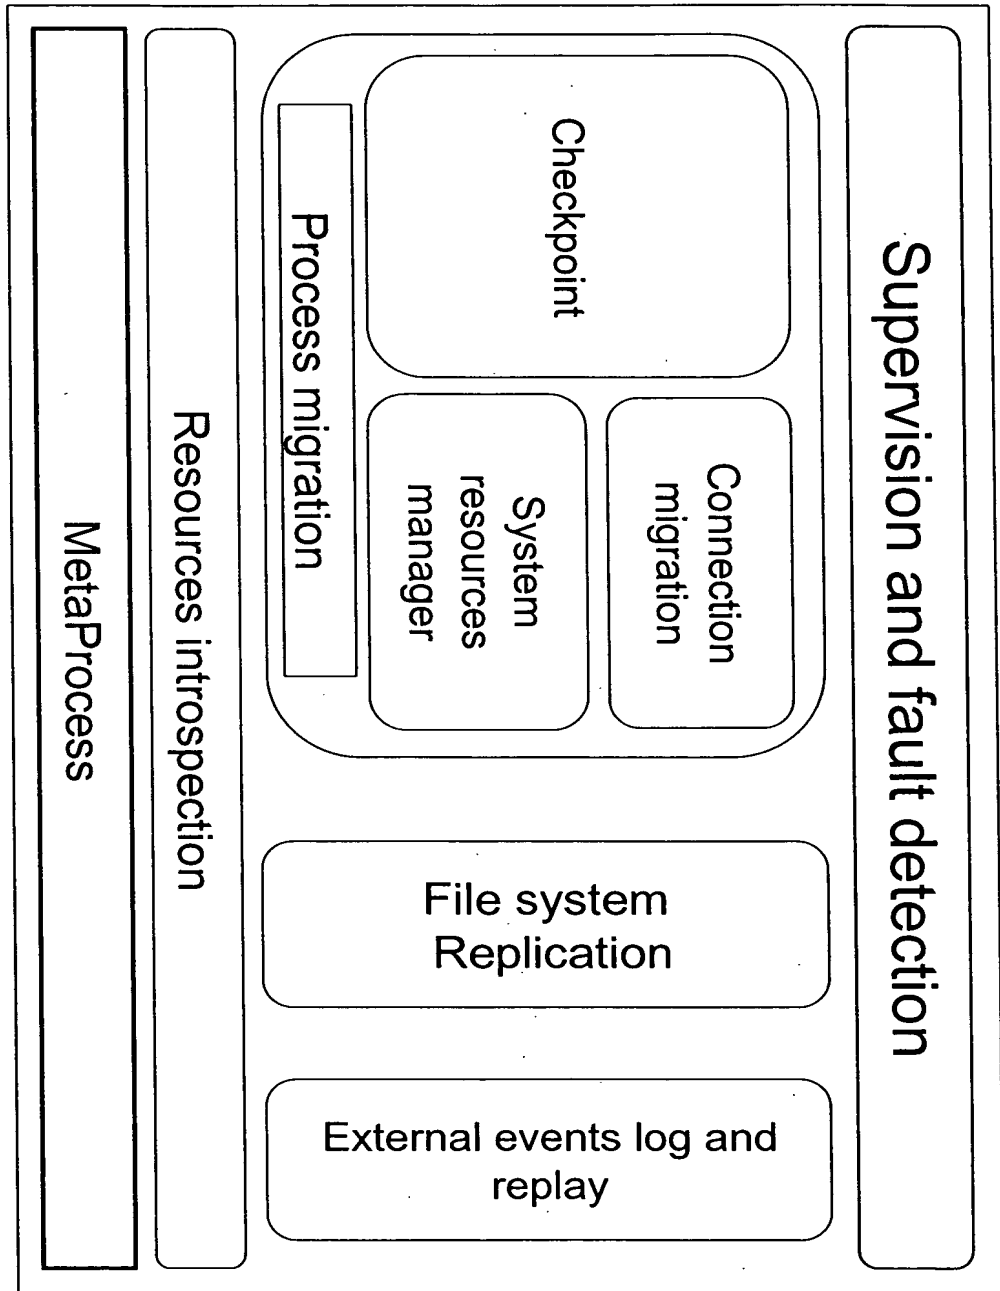 Supervision and fault detection
Checkpoint
Connection
migration
System
resources
manager
Process migration
File system
Replication
External events log and
replay
Resources introspection
MetaProcess